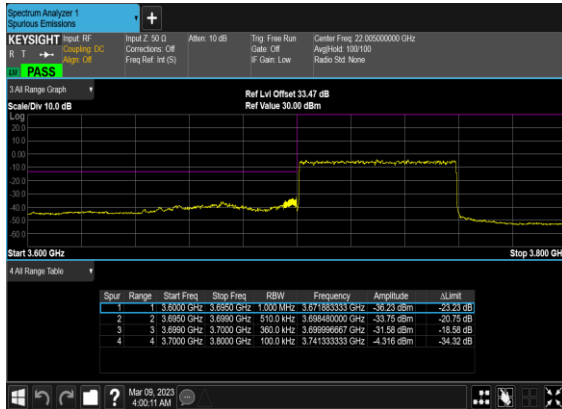 Spectrum Analyzer 1
Spurious Emissions
+
KEYSIGHT Input: RF Input Z: 50 Ω Atten: 10 dB Trig: Free Run Center Freq: 22.005000000 GHz
R T Coupling: DC Corrections: Off Gate: Off Avg|Hold: 100/100
Align: Off Freq Ref: Int (S) IF Gain: Low Radio Std: None
PASS
3 All Range Graph
Ref Lvl Offset 33.47 dB
Scale/Div 10.0 dB Ref Value 30.00 dBm
Log
20.0
10.0
0.00
-10.0
-20.0
-30.0
-40.0
-50.0
-60.0
Start 3.600 GHz Stop 3.800 GH
4 All Range Table
Spur Range Start Freq Stop Freq RBW Frequency Amplitude ΔLimit
1 1 3.6000 GHz 3.6950 GHz 1.000 MHz 3.671883333 GHz -36.23 dBm -23.23 dB
2 2 3.6950 GHz 3.6990 GHz 510.0 kHz 3.698480000 GHz -33.75 dBm -20.75 dB
3 3 3.6990 GHz 3.7000 GHz 360.0 kHz 3.699996667 GHz -31.58 dBm -18.58 dB
4 4 3.7000 GHz 3.8000 GHz 100.0 kHz 3.741333333 GHz -4.316 dBm -34.32 dB
? Mar 09, 2023
4:00:11 AM